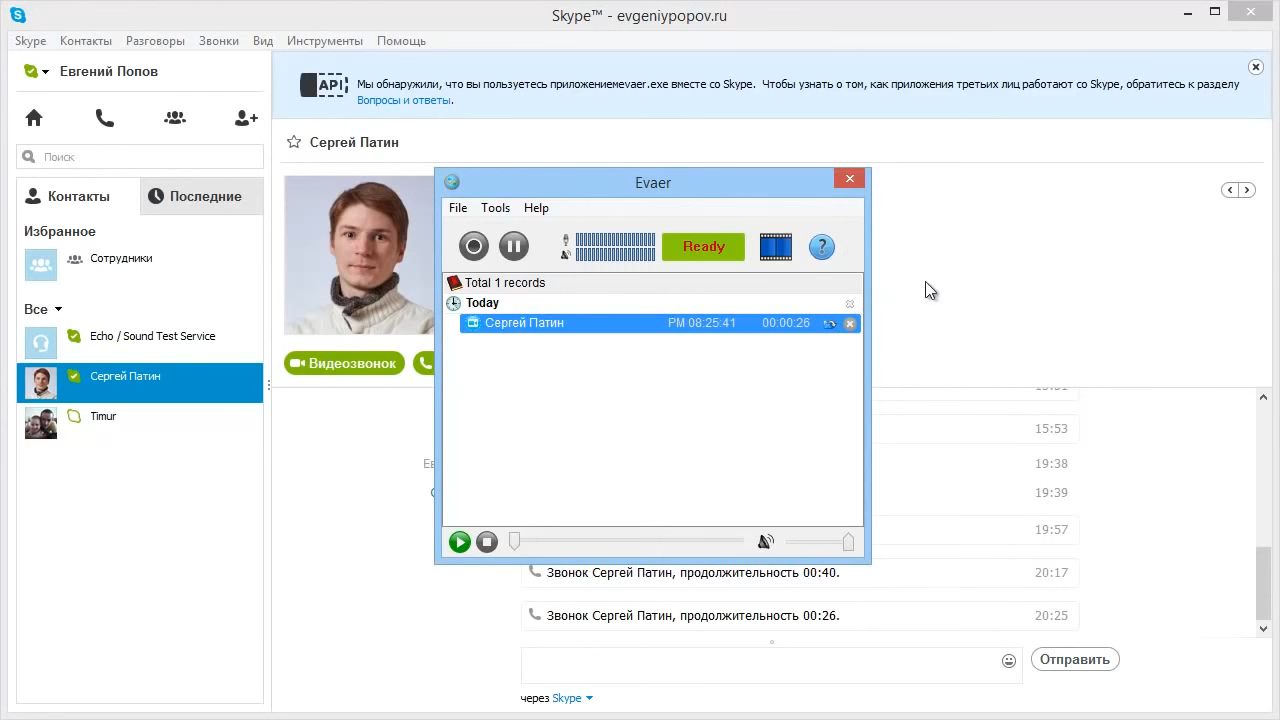 Skype™ - evgeniypopov.ru
Skype Контакты Разговоры Звонки Вид Инструменты Помощь
Евгений Попов
Поиск
Контакты
Последние
Избранное
Сотрудники
Все
Echo / Sound Test Service
Сергей Патин
Timur
API
Мы обнаружили, что вы пользуетесь приложениемevaer.exe вместе со Skype. Чтобы узнать о том, как приложения третьих лиц работают со Skype, обратитесь к разделу
Вопросы и ответы.
Сергей Патин
Видеозвонок
Evaer
File Tools Help
Ready
Total 1 records
Today
Сергей Патин PM 08:25:41 00:00:26
15:53
19:38
19:39
19:57
Звонок Сергей Патин, продолжительность 00:40. 20:17
Звонок Сергей Патин, продолжительность 00:26. 20:25
Отправить
через Skype